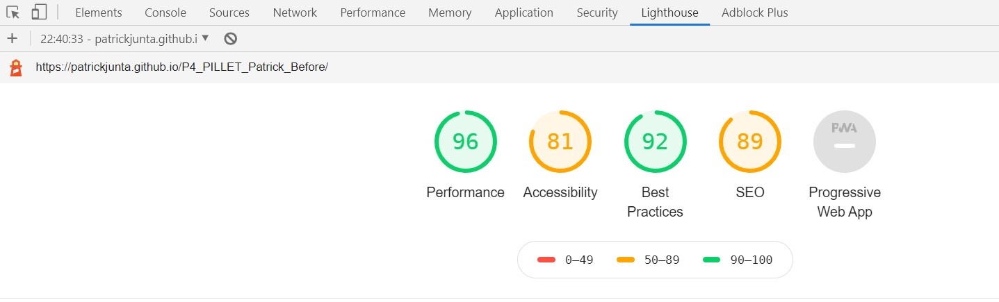 Elements Console Sources Network Performance Memory Application Security Lighthouse Adblock Plus
+ 22:40:33 - patrickjunta.github.i ▼
https://patrickjunta.github.io/P4_PILLET_Patrick_Before/
96 81 92 89 PWA
Performance Accessibility Best Practices SEO Progressive Web App
0–49 50–89 90–100